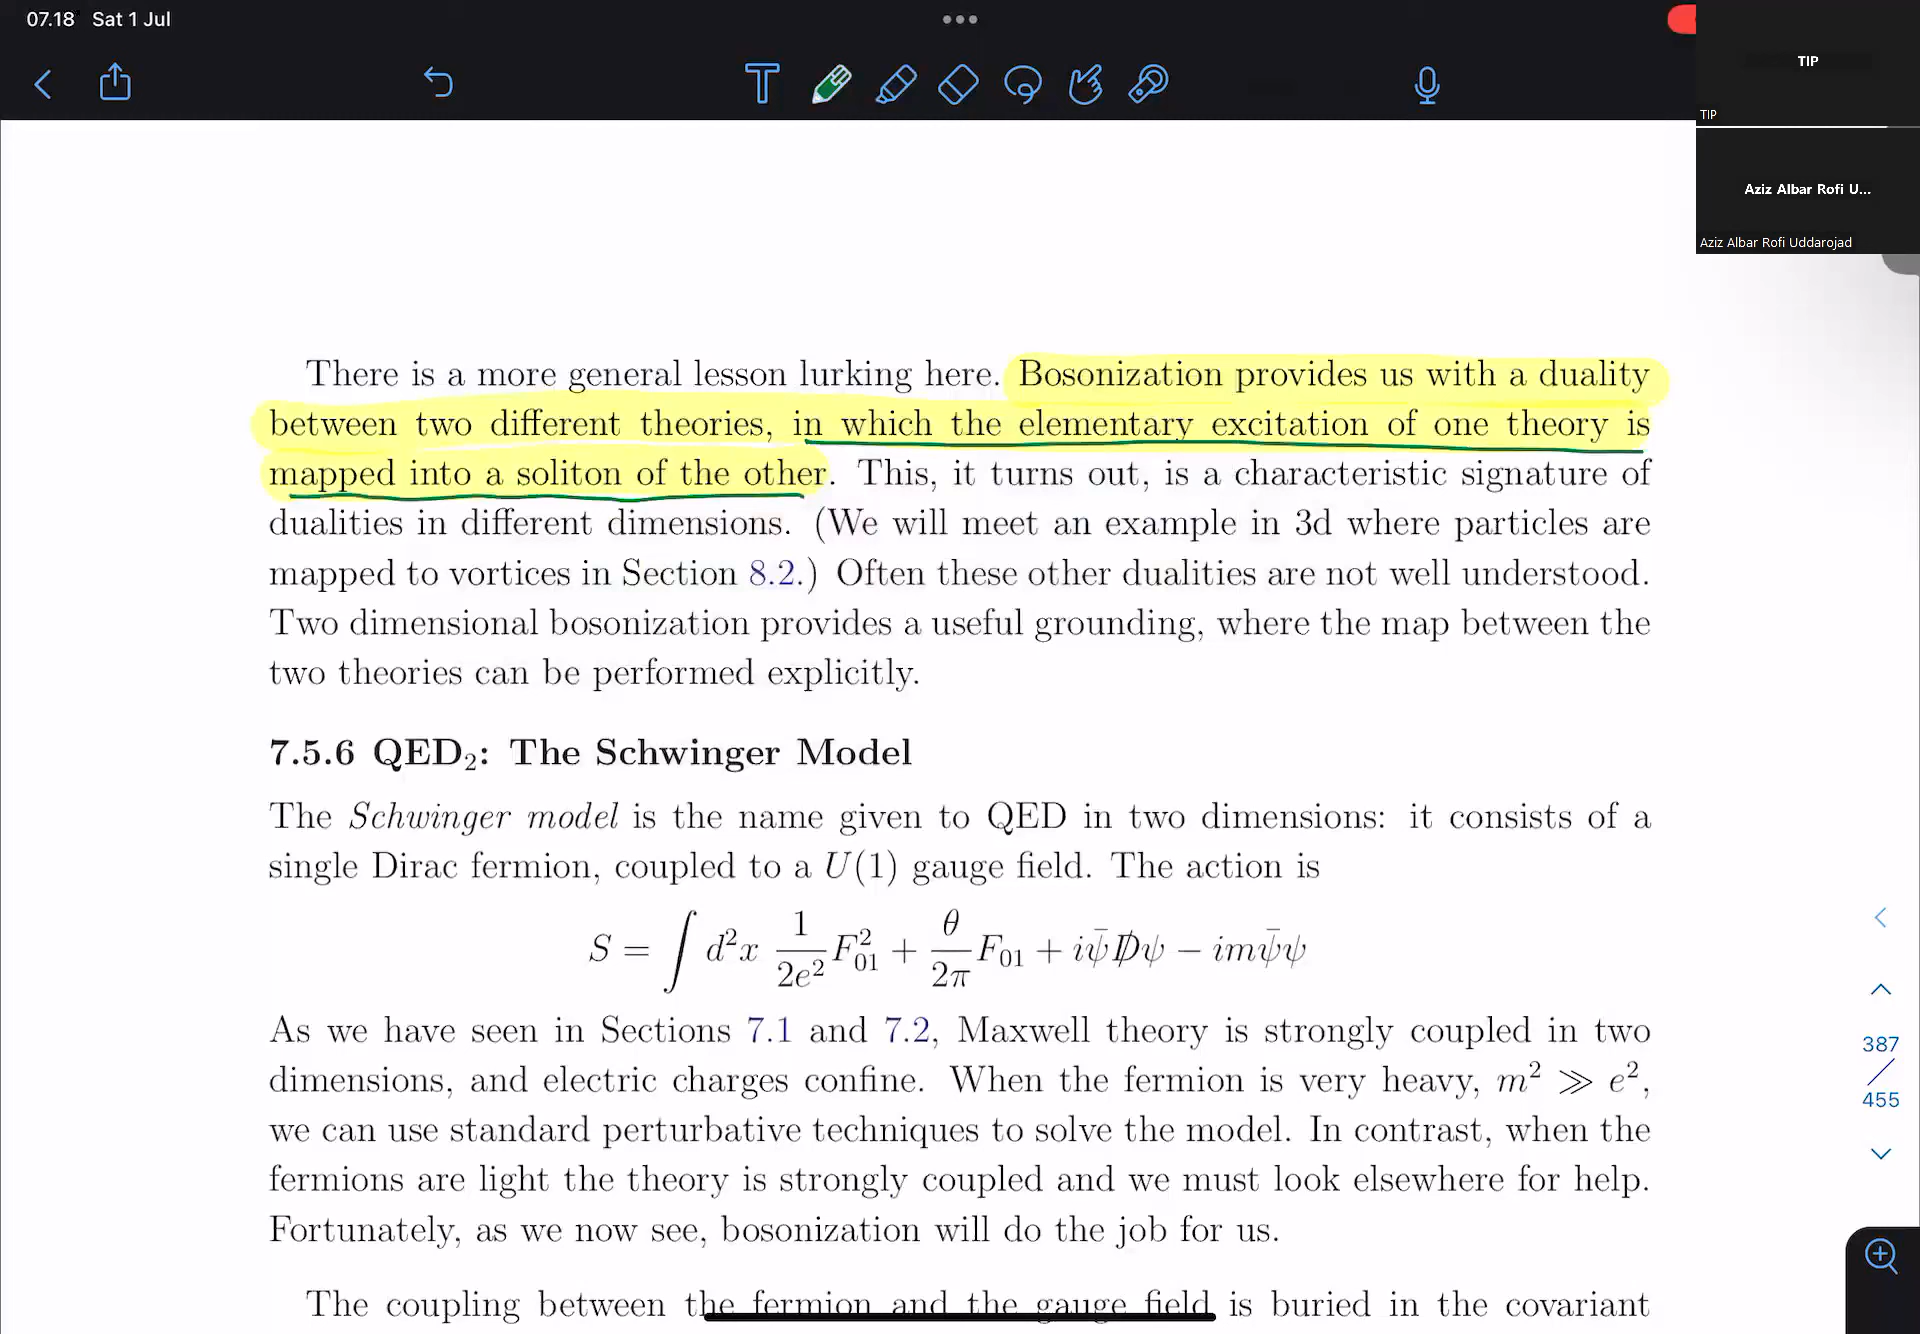 07.18 Sat 1 Jul
TIP
TIP
Aziz Albar Rofi U...
Aziz Albar Rofi Uddarojad
There is a more general lesson lurking here. Bosonization provides us with a duality
between two different theories, in which the elementary excitation of one theory is
mapped into a soliton of the other. This, it turns out, is a characteristic signature of
dualities in different dimensions. (We will meet an example in 3d where particles are
mapped to vortices in Section 8.2.) Often these other dualities are not well understood.
Two dimensional bosonization provides a useful grounding, where the map between the
two theories can be performed explicitly.
7.5.6 QED₂: The Schwinger Model
The Schwinger model is the name given to QED in two dimensions: it consists of a
single Dirac fermion, coupled to a U(1) gauge field. The action is
S = ∫ d²x 1/2e² F₀₁² + θ/2π F₀₁ + iψ̄D̸ψ − imψ̄ψ
As we have seen in Sections 7.1 and 7.2, Maxwell theory is strongly coupled in two
dimensions, and electric charges confine. When the fermion is very heavy, m² ≫ e²,
we can use standard perturbative techniques to solve the model. In contrast, when the
fermions are light the theory is strongly coupled and we must look elsewhere for help.
Fortunately, as we now see, bosonization will do the job for us.
The coupling between the fermion and the gauge field is buried in the covariant
387
/
455